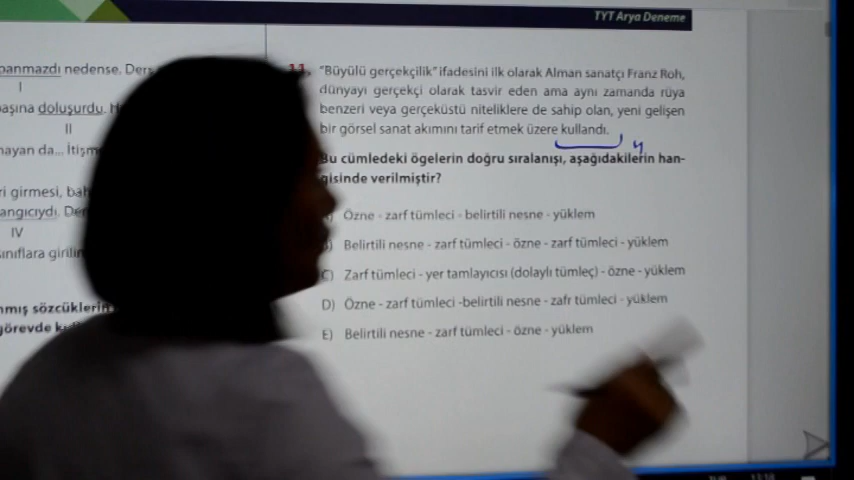 TYT Arya Deneme
panmazdı nedense. Ders
I
başına doluşurdu. H
II
mayan da... İtişm
ri girmesi, bah
angıcıydı. Der
IV
sınıflara girilin
nmış sözcüklerin
görevde k
11. "Büyülü gerçekçilik" ifadesini ilk olarak Alman sanatçı Franz Roh,
dünyayı gerçekçi olarak tasvir eden ama aynı zamanda rüya
benzeri veya gerçeküstü niteliklere de sahip olan, yeni gelişen
bir görsel sanat akımını tarif etmek üzere kullandı.
y
Bu cümledeki ögelerin doğru sıralanışı, aşağıdakilerin han-
gisinde verilmiştir?
Özne - zarf tümleci - belirtili nesne - yüklem
B) Belirtili nesne - zarf tümleci - özne - zarf tümleci - yüklem
C) Zarf tümleci - yer tamlayıcısı (dolaylı tümleç) - özne - yüklem
D) Özne - zarf tümleci -belirtili nesne - zafr tümleci - yüklem
E) Belirtili nesne - zarf tümleci - özne - yüklem